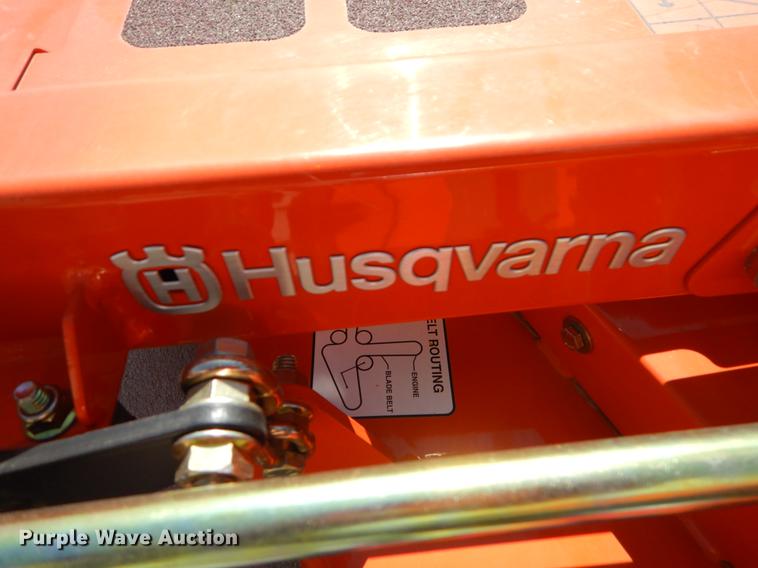 H Husqvarna
ELT ROUTING
ENGINE
BLADE BELT
Purple Wave Auction